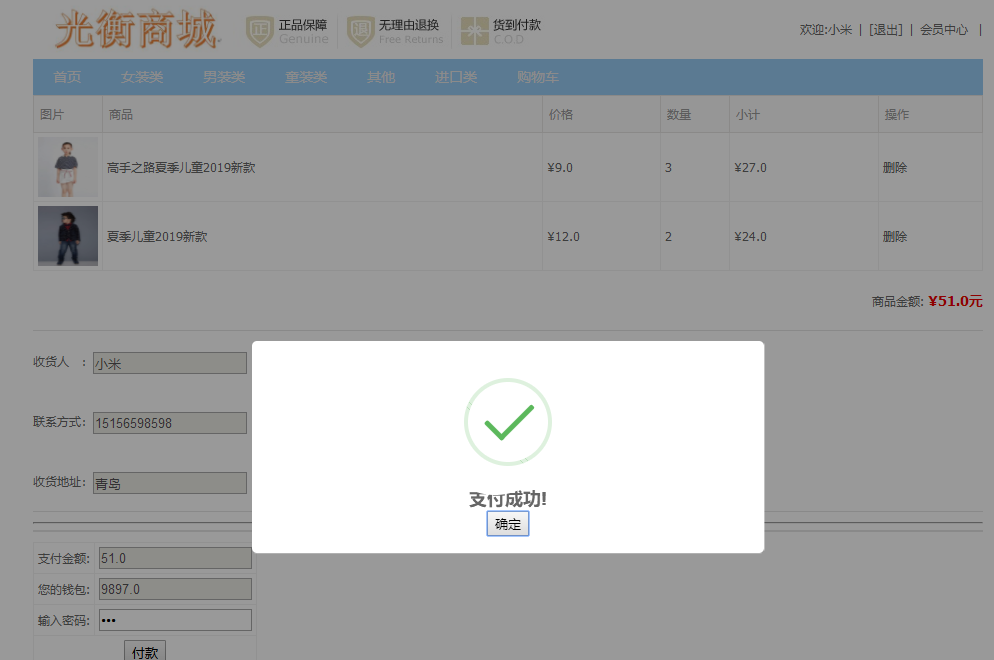 光衡商城
正品保障
Genuine
无理由退换
Free Returns
货到付款
C.O.D
欢迎:小米 | [退出] | 会员中心 |
首页 女装类 男装类 童装类 其他 进口类 购物车
图片 商品 价格 数量 小计 操作
高手之路夏季儿童2019新款 ¥9.0 3 ¥27.0 删除
夏季儿童2019新款 ¥12.0 2 ¥24.0 删除
商品金额: ¥51.0元
收货人 : 小米
联系方式: 15156598598
收货地址: 青岛
支付成功!
确定
支付金额: 51.0
您的钱包: 9897.0
输入密码: •••
付款